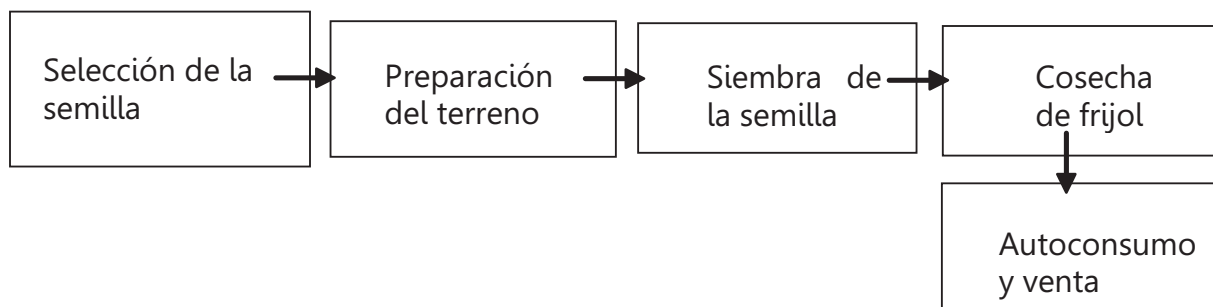 Selección de la
semilla
Preparación
del terreno
Siembra de
la semilla
Cosecha
de frijol
Autoconsumo
y venta